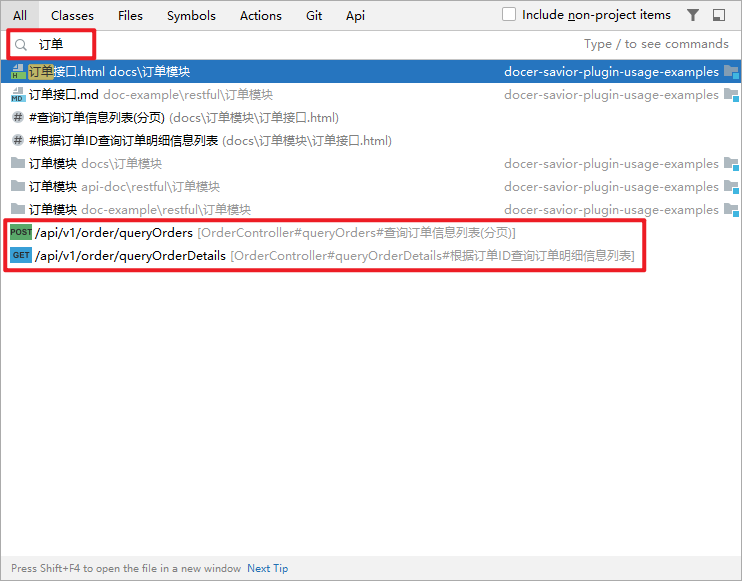 All Classes Files Symbols Actions Git Api Include non-project items
订单 Type / to see commands
H 订单接口.html docs\订单模块 docer-savior-plugin-usage-examples
MD 订单接口.md doc-example\restful\订单模块 docer-savior-plugin-usage-examples
# #查询订单信息列表(分页) (docs\订单模块\订单接口.html)
# #根据订单ID查询订单明细信息列表 (docs\订单模块\订单接口.html)
订单模块 docs\订单模块 docer-savior-plugin-usage-examples
订单模块 api-doc\restful\订单模块 docer-savior-plugin-usage-examples
订单模块 doc-example\restful\订单模块 docer-savior-plugin-usage-examples
POST /api/v1/order/queryOrders [OrderController#queryOrders#查询订单信息列表(分页)]
GET /api/v1/order/queryOrderDetails [OrderController#queryOrderDetails#根据订单ID查询订单明细信息列表]
Press Shift+F4 to open the file in a new window Next Tip